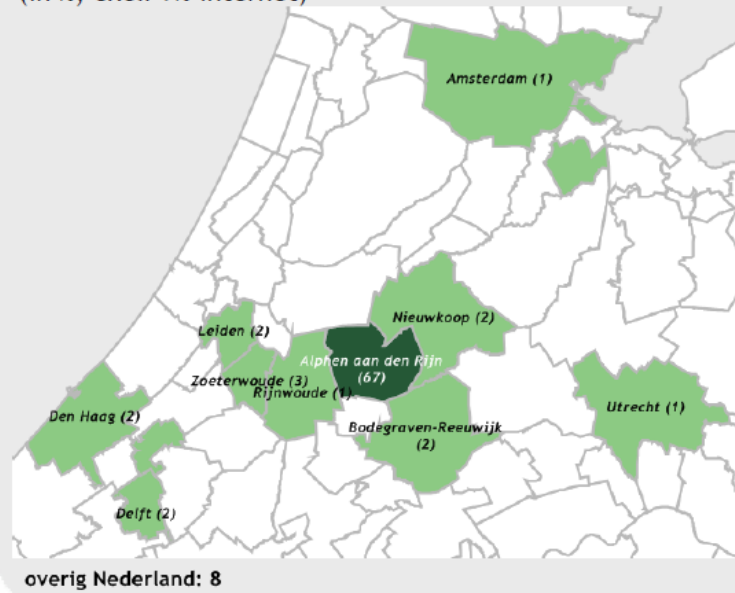 Amsterdam (1)
Nieuwkoop (2)
Leiden (2)
Alphen aan den Rijn
(67)
Zoeterwoude (3)
Rijnwoude (1)
Den Haag (2)
Utrecht (1)
Bodegraven-Reeuwijk
(2)
Delft (2)
overig Nederland: 8